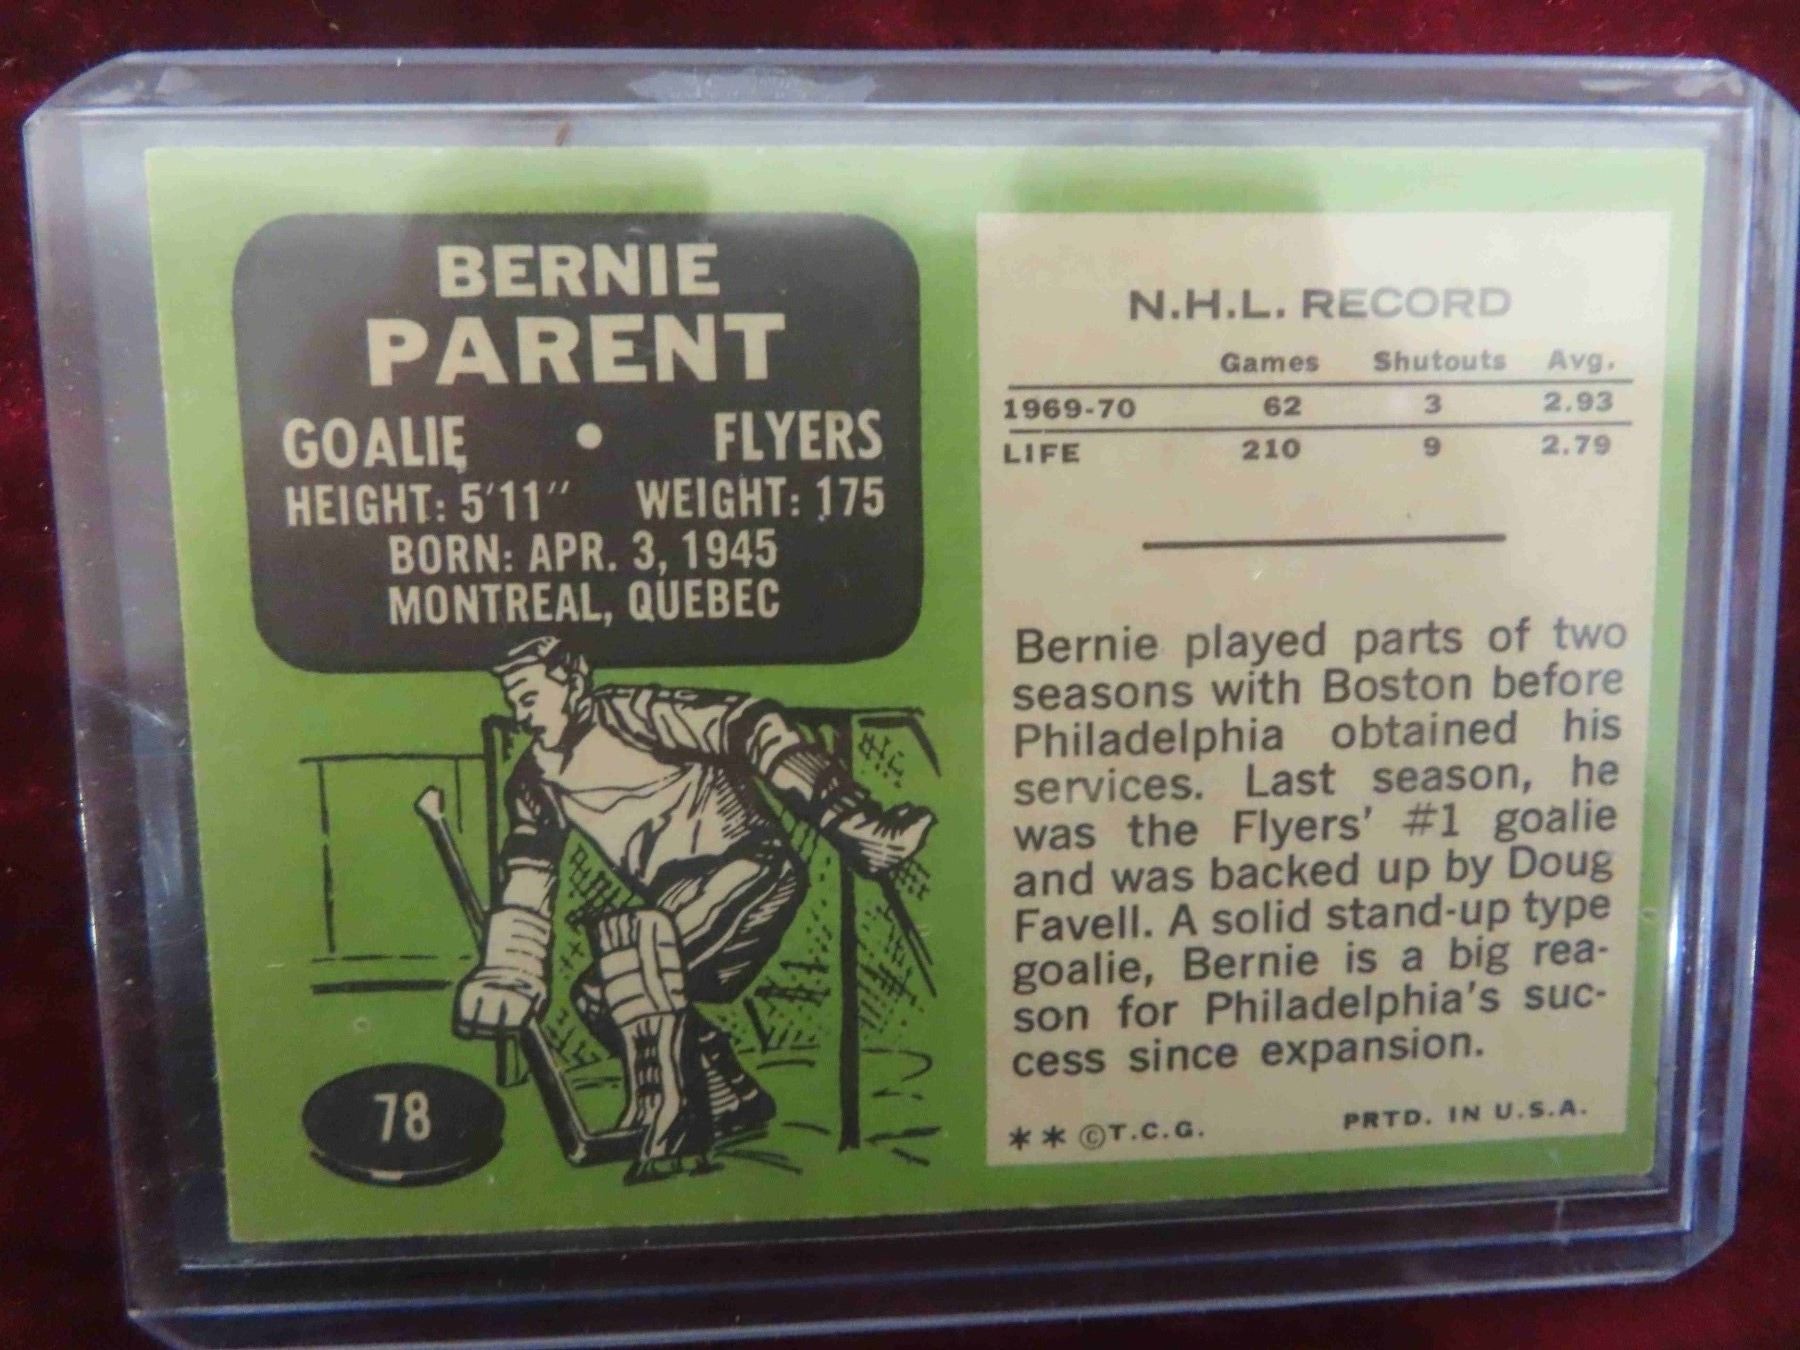 BERNIE
PARENT
GOALIE • FLYERS
HEIGHT: 5'11" WEIGHT: 175
BORN: APR. 3, 1945
MONTREAL, QUEBEC
78
N.H.L. RECORD
Games Shutouts Avg.
1969-70 62 3 2.93
LIFE 210 9 2.79
Bernie played parts of two
seasons with Boston before
Philadelphia obtained his
services. Last season, he
was the Flyers' #1 goalie
and was backed up by Doug
Favell. A solid stand-up type
goalie, Bernie is a big rea-
son for Philadelphia's suc-
cess since expansion.
** ©T.C.G. PRTD. IN U.S.A.